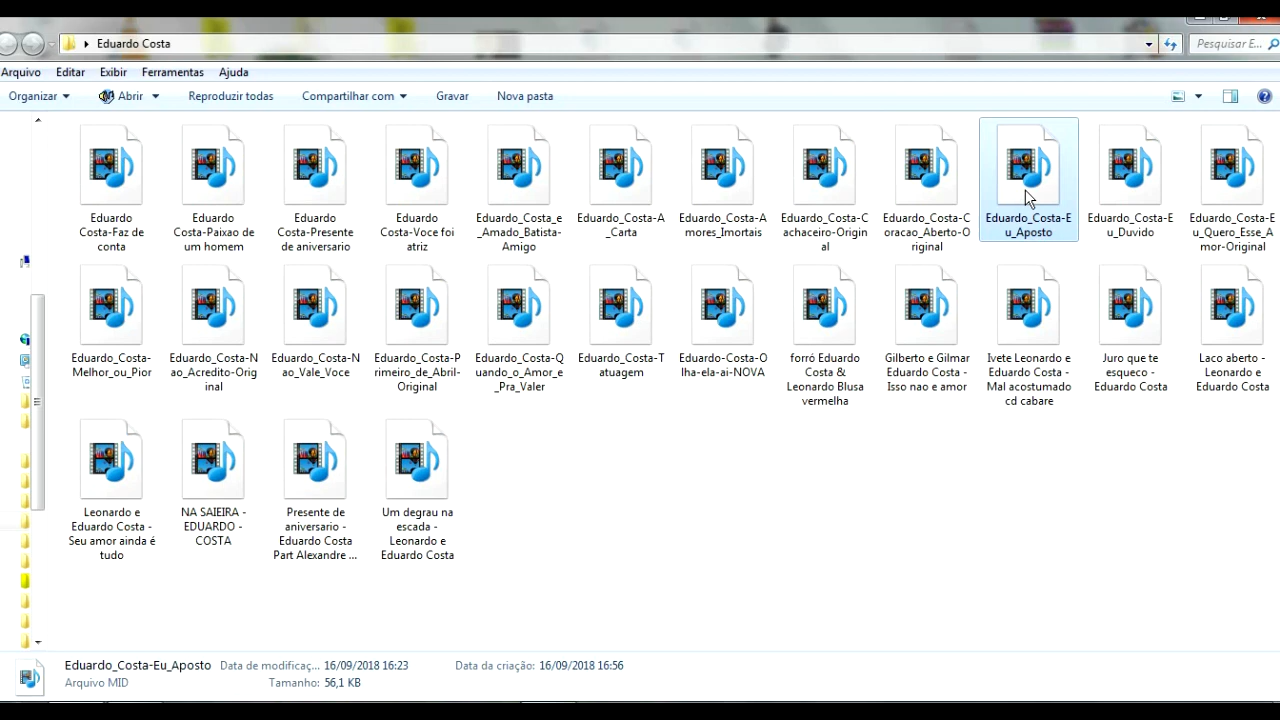 Eduardo Costa
Pesquisar E...
Arquivo Editar Exibir Ferramentas Ajuda
Organizar Abrir Reproduzir todas Compartilhar com Gravar Nova pasta
Eduardo
Costa-Faz de
conta
Eduardo
Costa-Paixao de
um homem
Eduardo
Costa-Presente
de aniversario
Eduardo
Costa-Voce foi
atriz
Eduardo_Costa_e
_Amado_Batista-
Amigo
Eduardo_Costa-A
_Carta
Eduardo_Costa-A
mores_Imortais
Eduardo_Costa-C
achaceiro-Origin
al
Eduardo_Costa-C
oracao_Aberto-O
riginal
Eduardo_Costa-E
u_Aposto
Eduardo_Costa-E
u_Duvido
Eduardo_Costa-E
u_Quero_Esse_A
mor-Original
Eduardo_Costa-
Melhor_ou_Pior
Eduardo_Costa-N
ao_Acredito-Orig
inal
Eduardo_Costa-N
ao_Vale_Voce
Eduardo_Costa-P
rimeiro_de_Abril-
Original
Eduardo_Costa-Q
uando_o_Amor_e
_Pra_Valer
Eduardo_Costa-T
atuagem
Eduardo-Costa-O
lha-ela-ai-NOVA
forró Eduardo
Costa &
Leonardo Blusa
vermelha
Gilberto e Gilmar
Eduardo Costa -
Isso nao e amor
Ivete Leonardo e
Eduardo Costa -
Mal acostumado
cd cabare
Juro que te
esqueco -
Eduardo Costa
Laco aberto -
Leonardo e
Eduardo Costa
Leonardo e
Eduardo Costa -
Seu amor ainda é
tudo
NA SAIEIRA -
EDUARDO -
COSTA
Presente de
aniversario -
Eduardo Costa
Part Alexandre ...
Um degrau na
escada -
Leonardo e
Eduardo Costa
Eduardo_Costa-Eu_Aposto Data de modificaç... 16/09/2018 16:23 Data da criação: 16/09/2018 16:56
Arquivo MID Tamanho: 56,1 KB